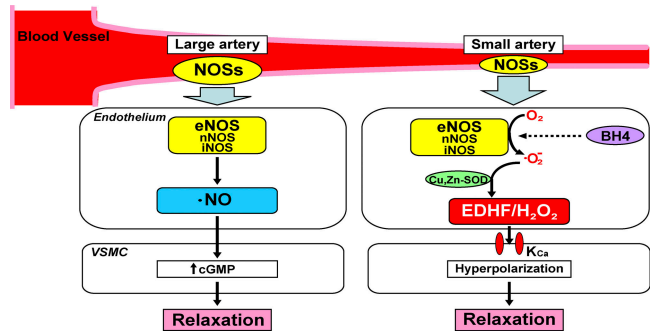 Blood Vessel
Large artery
NOSs
Small artery
NOSs
Endothelium
eNOS
nNOS
iNOS
·NO
VSMC
↑cGMP
Relaxation
O₂
eNOS
nNOS
iNOS
BH4
·O₂⁻
Cu,Zn-SOD
EDHF/H₂O₂
KCa
Hyperpolarization
Relaxation